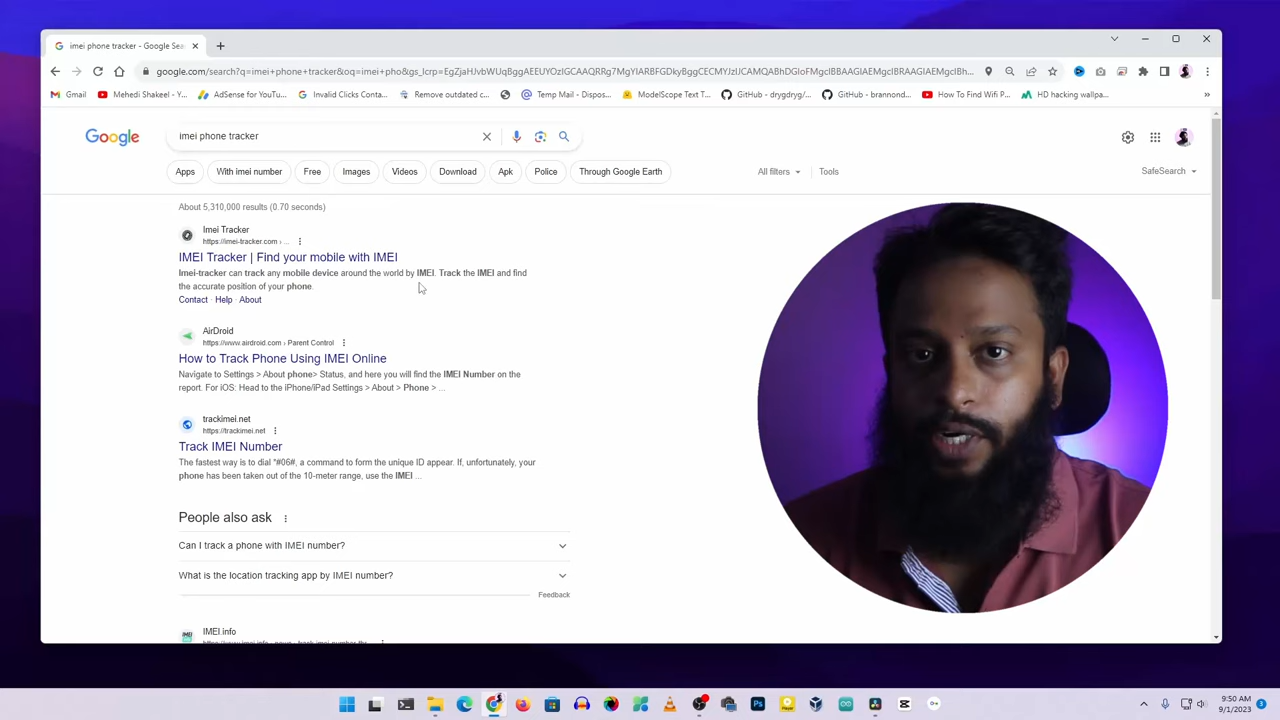 imei phone tracker - Google Sea
google.com/search?q=imei+phone+tracker&oq=imei+pho&gs_lcrp=
Gmail
Mehedi Shakeel - Y...
AdSense for YouTu...
Invalid Clicks Conta...
Remove outdated c...
Temp Mail - Dispos...
ModelScope Text T...
GitHub - drygdryg/...
GitHub - brannond...
How To Find Wifi P...
HD hacking wallpa...
»
Google
imei phone tracker
Apps
With imei number
Free
Images
Videos
Download
Apk
Police
Through Google Earth
All filters
Tools
SafeSearch
About 5,310,000 results (0.70 seconds)
Imei Tracker
https://imei-tracker.com › ...
IMEI Tracker | Find your mobile with IMEI
Imei-tracker can track any mobile device around the world by IMEI. Track the IMEI and find
the accurate position of your phone.
Contact · Help · About
AirDroid
https://www.airdroid.com › Parent Control
How to Track Phone Using IMEI Online
Navigate to Settings > About phone> Status, and here you will find the IMEI Number on the
report. For iOS: Head to the iPhone/iPad Settings > About > Phone > ...
trackimei.net
https://trackimei.net
Track IMEI Number
The fastest way is to dial *#06#, a command to form the unique ID appear. If, unfortunately, your
phone has been taken out of the 10-meter range, use the IMEI ...
People also ask
Can I track a phone with IMEI number?
What is the location tracking app by IMEI number?
Feedback
IMEI.info
9:50 AM
9/1/2023